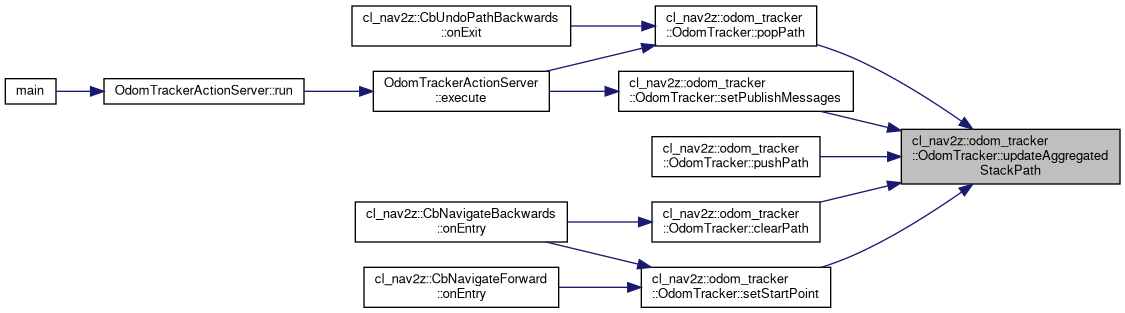 cl_nav2z::CbUndoPathBackwards
::onExit
cl_nav2z::odom_tracker
::OdomTracker::popPath
main
OdomTrackerActionServer::run
OdomTrackerActionServer
::execute
cl_nav2z::odom_tracker
::OdomTracker::setPublishMessages
cl_nav2z::odom_tracker
::OdomTracker::updateAggregated
StackPath
cl_nav2z::odom_tracker
::OdomTracker::pushPath
cl_nav2z::CbNavigateBackwards
::onEntry
cl_nav2z::odom_tracker
::OdomTracker::clearPath
cl_nav2z::CbNavigateForward
::onEntry
cl_nav2z::odom_tracker
::OdomTracker::setStartPoint